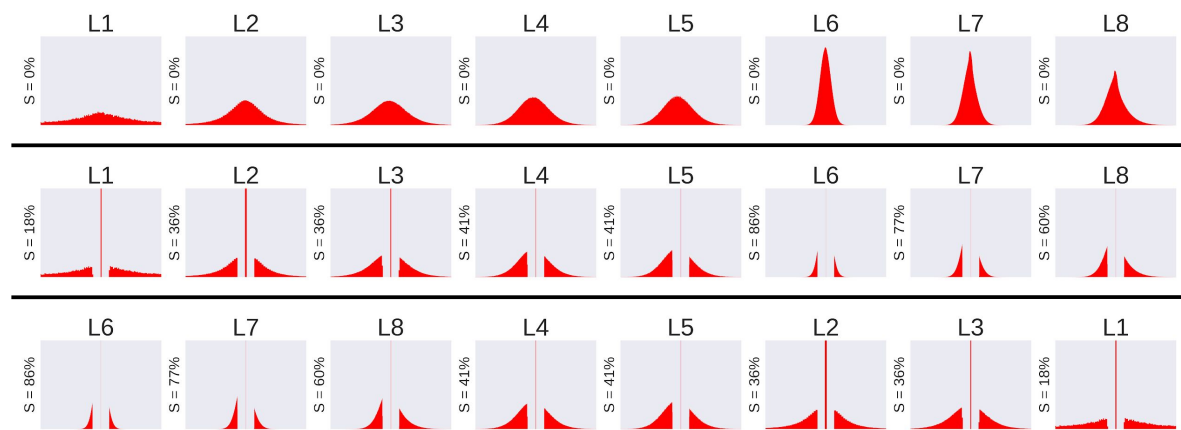 L1 L2 L3 L4 L5 L6 L7 L8
S = 0% S = 0% S = 0% S = 0% S = 0% S = 0% S = 0% S = 0%
L1 L2 L3 L4 L5 L6 L7 L8
S = 18% S = 36% S = 36% S = 41% S = 41% S = 86% S = 77% S = 60%
L6 L7 L8 L4 L5 L2 L3 L1
S = 86% S = 77% S = 60% S = 41% S = 41% S = 36% S = 36% S = 18%